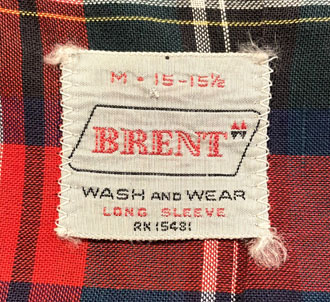 M • 15-15½
BRENT
WASH AND WEAR
LONG SLEEVE
RN 15431